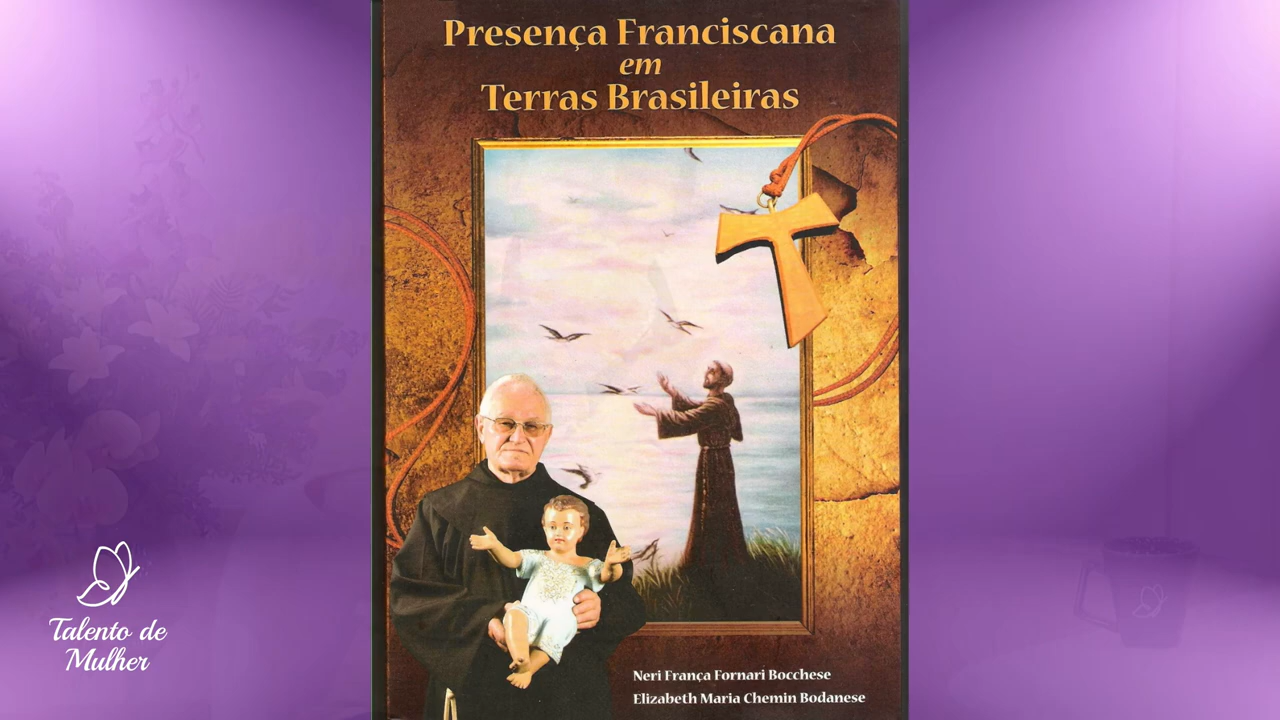 Presença Franciscana
em
Terras Brasileiras
Neri França Fornari Bocchese
Elizabeth Maria Chemin Bodanese
Talento de
Mulher